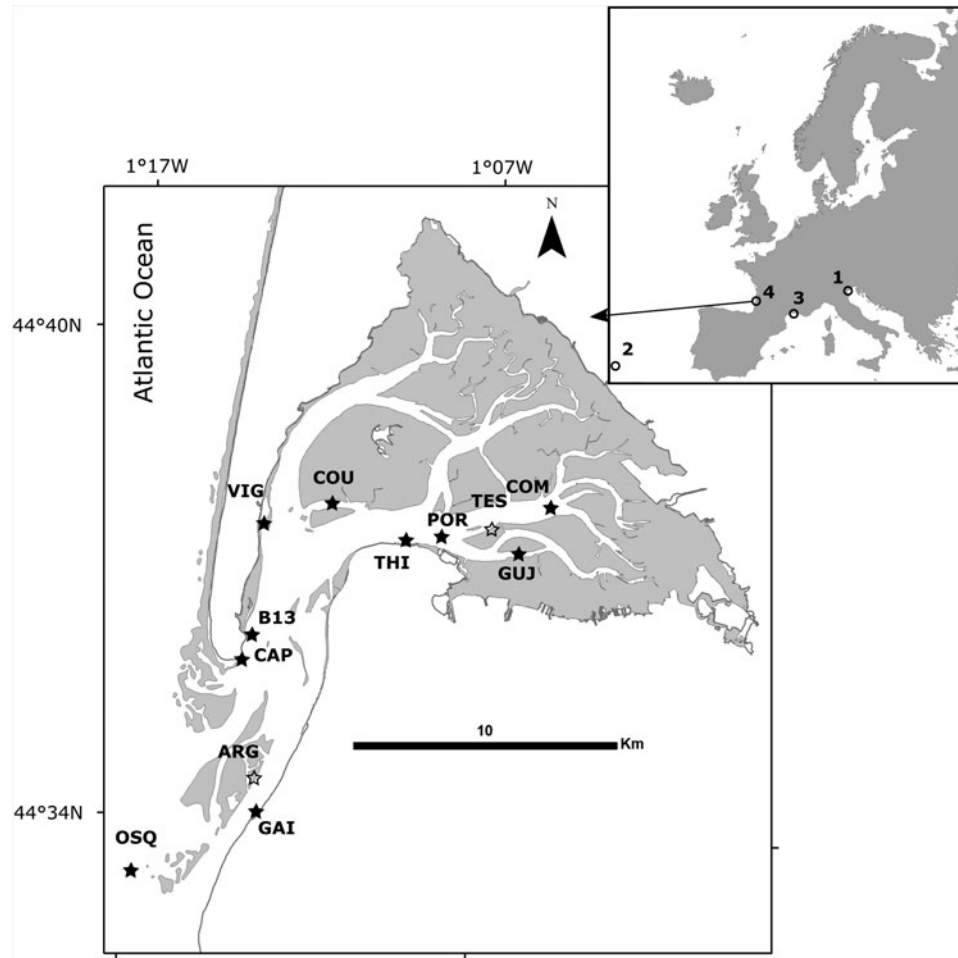 1°17W
1°07W
N
Atlantic Ocean
44°40N
1
4
3
2
COU
COM
VIG
TES
POR
THI
GUJ
B13
CAP
10
Km
ARG
44°34N
GAI
OSQ